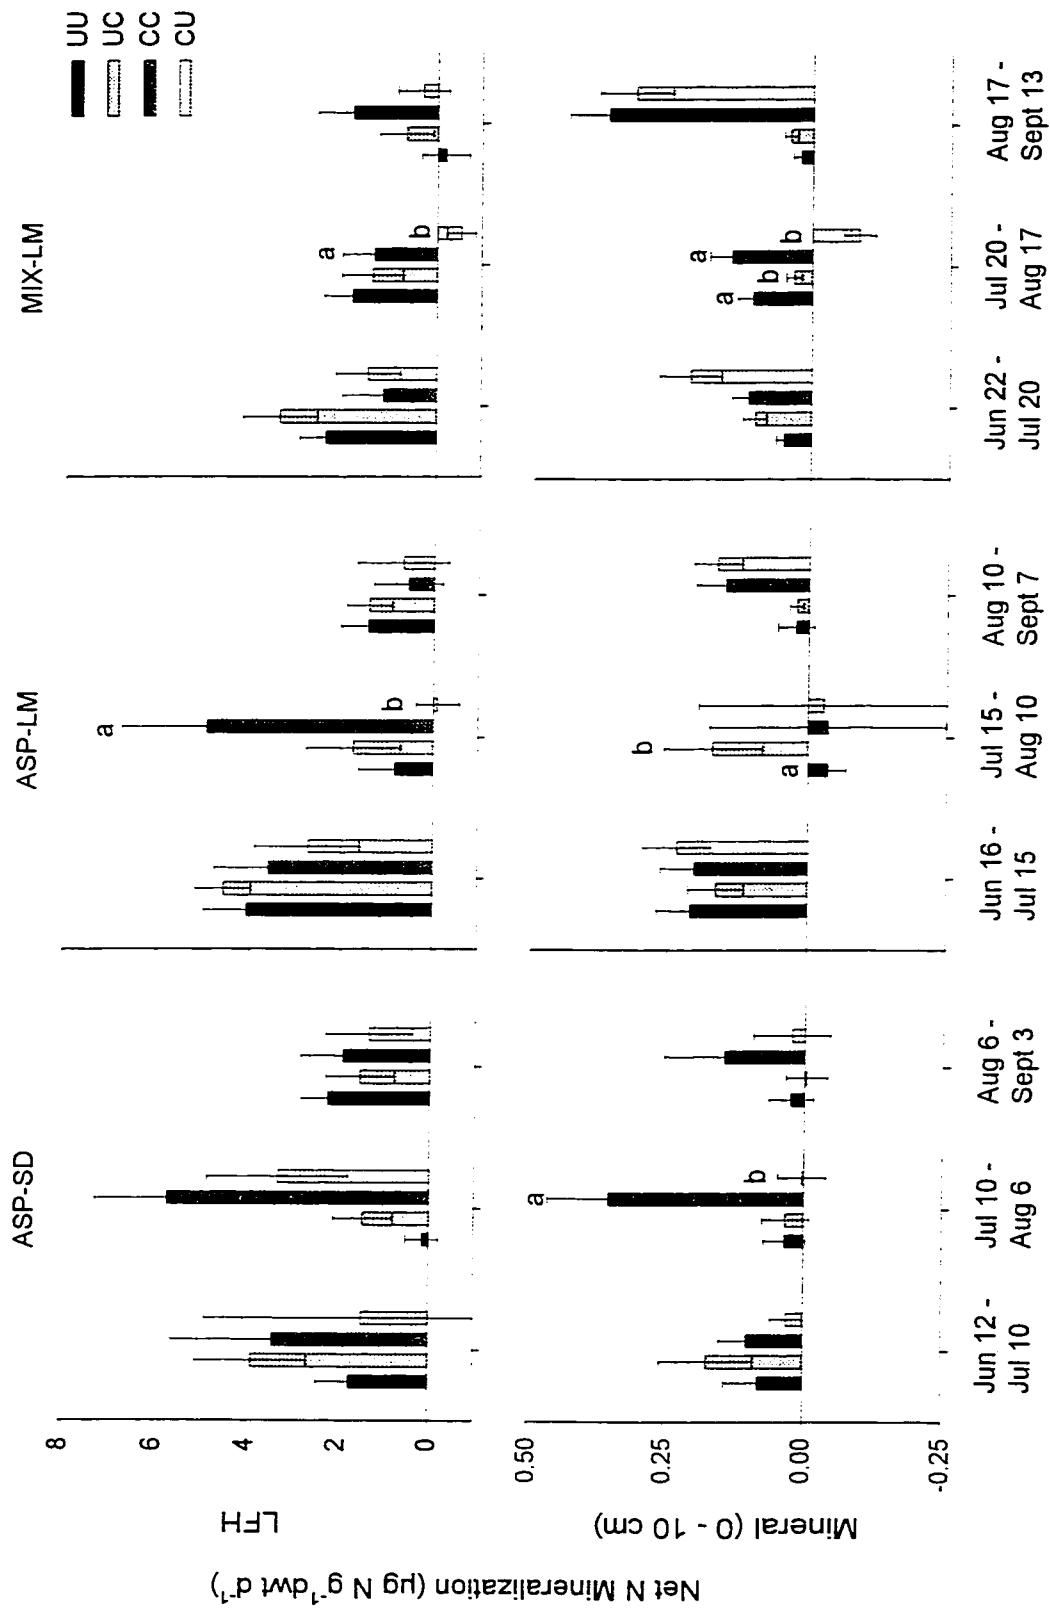 ASP-SD
ASP-LM
MIX-LM
UU
UC
CC
CU
Net N Mineralization (µg N g⁻¹dwt d⁻¹)
LFH
8
6
4
2
0
a
b
a
b
Mineral (0 - 10 cm)
0.50
0.25
0.00
-0.25
a
b
a
b
a
b
a
b
Jun 12 -
Jul 10
Jul 10 -
Aug 6
Aug 6 -
Sept 3
Jun 16 -
Jul 15
Jul 15 -
Aug 10
Aug 10 -
Sept 7
Jun 22 -
Jul 20
Jul 20 -
Aug 17
Aug 17 -
Sept 13